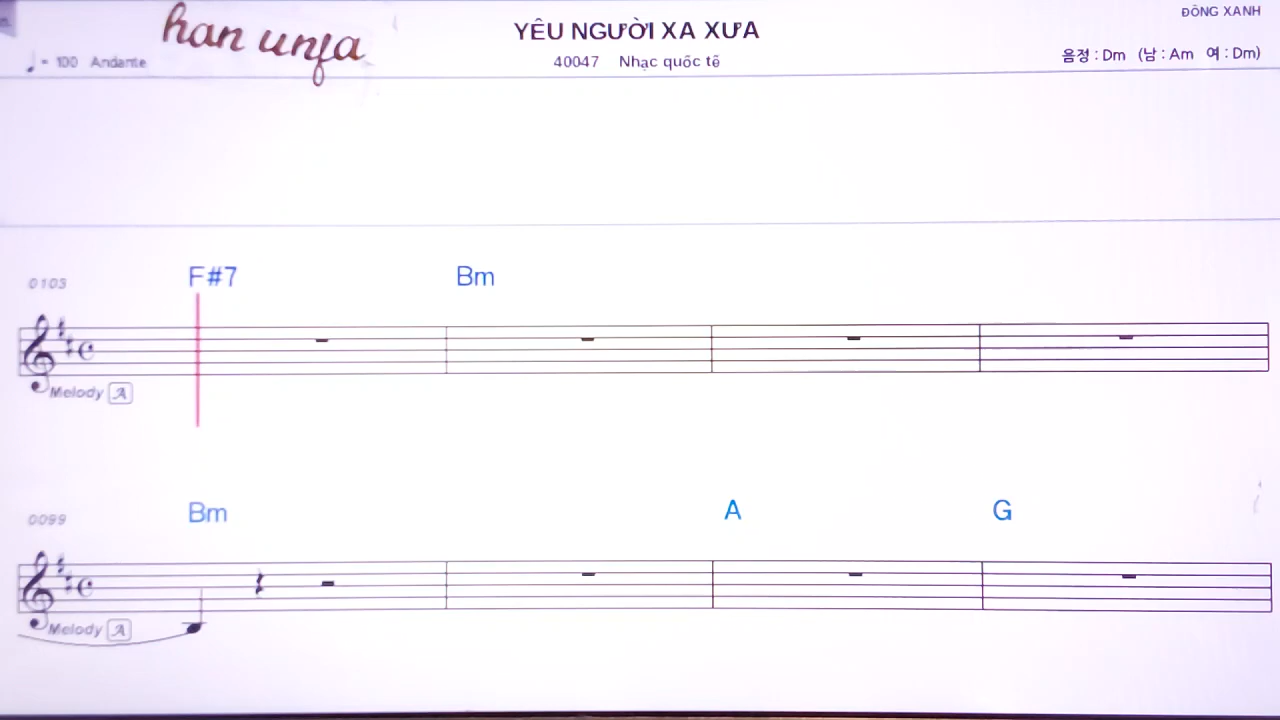 han unfa
YÊU NGƯỜI XA XƯA
ĐỒNG XANH
♩ = 100 Andante
40047 Nhạc quốc tế
음정 : Dm (남 : Am 여 : Dm)
F#7 Bm
0103
Melody A
Bm A G
0099
Melody A